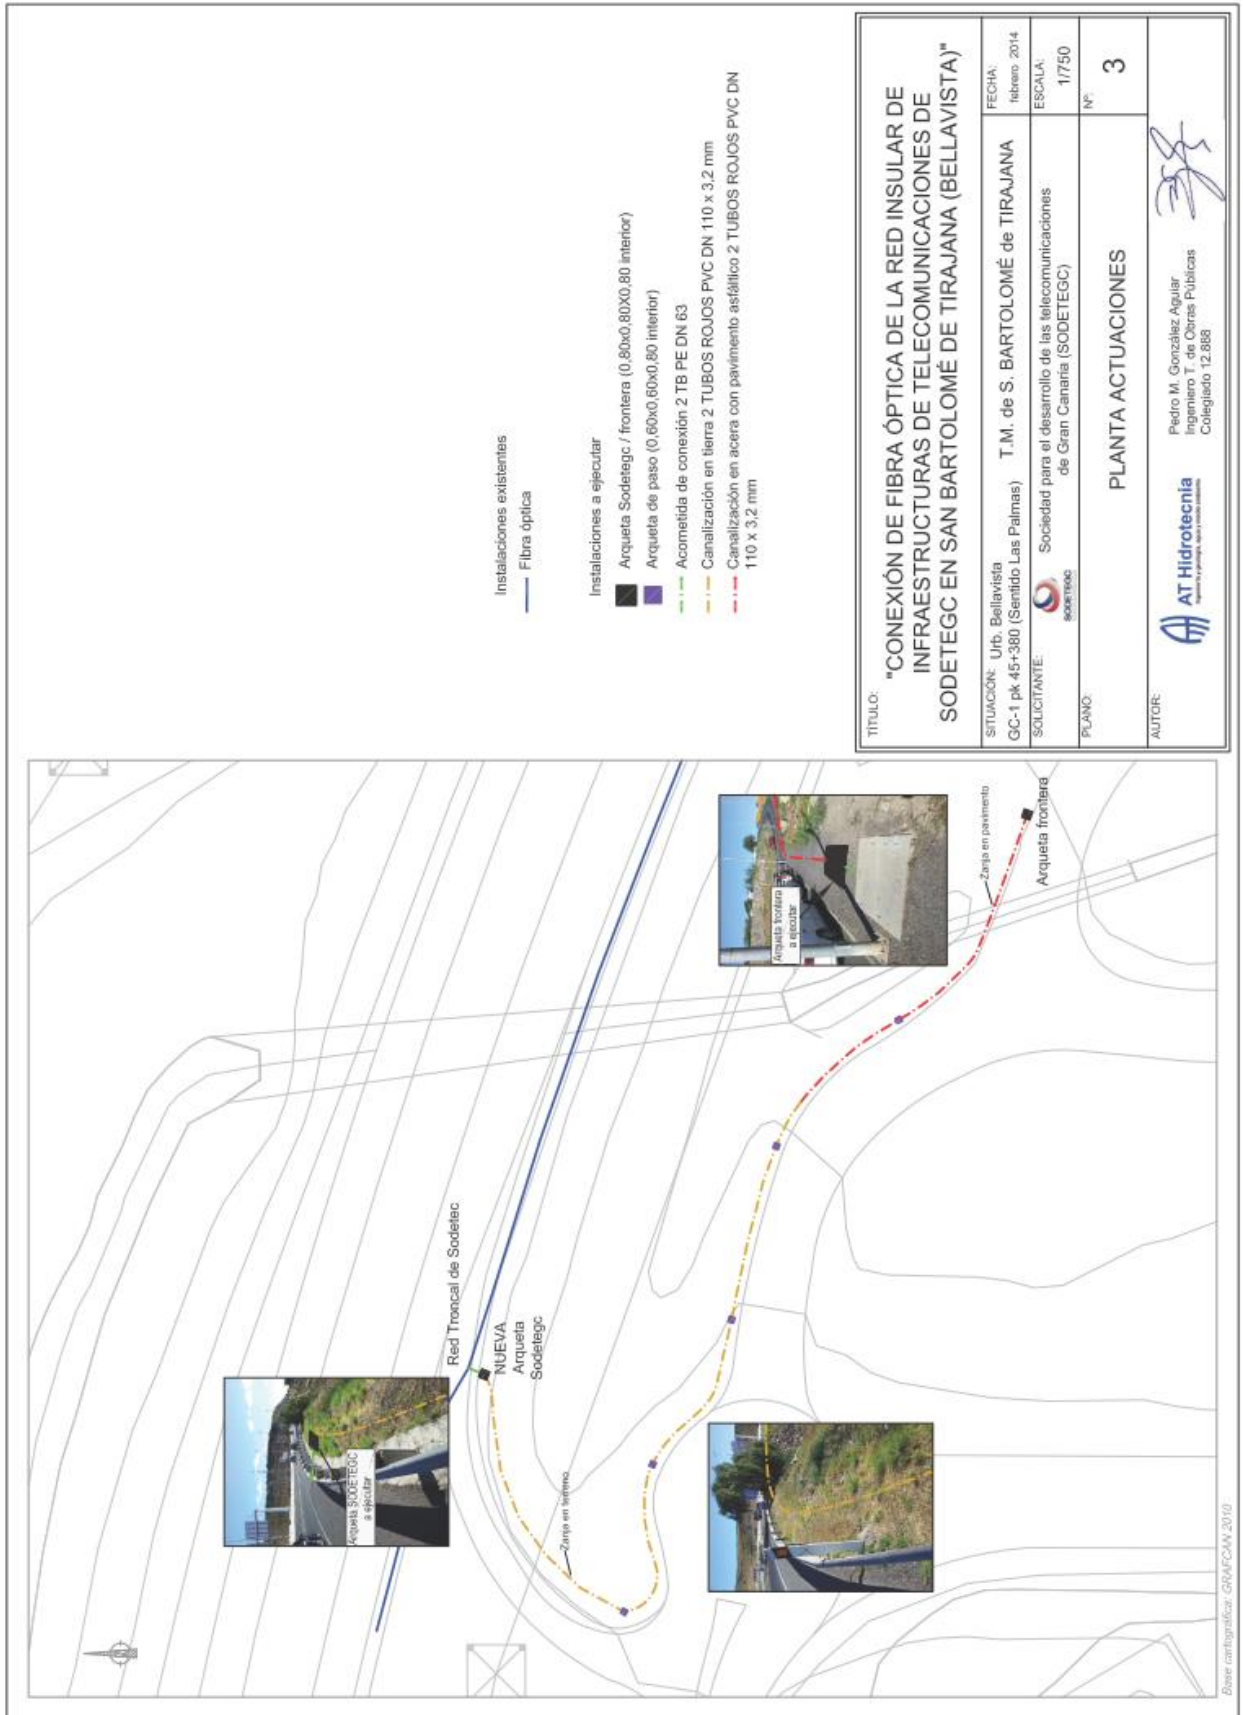 Red Troncal de Sodetec
NUEVA
Arqueta
Sodetegc
Arqueta SODETEGC
a ejecutar
Zanja en terreno
Arqueta frontera
a ejecutar
Zanja en pavimento
Arqueta frontera
Base cartográfica: GRAFCAN 2010
Instalaciones existentes
Fibra óptica
Instalaciones a ejecutar
Arqueta Sodetegc / frontera (0,80x0,80X0,80 interior)
Arqueta de paso (0,60x0,60x0,80 interior)
Acometida de conexión 2 TB PE DN 63
Canalización en tierra 2 TUBOS ROJOS PVC DN 110 x 3,2 mm
Canalización en acera con pavimento asfáltico 2 TUBOS ROJOS PVC DN
110 x 3,2 mm
TÍTULO:
"CONEXIÓN DE FIBRA ÓPTICA DE LA RED INSULAR DE
INFRAESTRUCTURAS DE TELECOMUNICACIONES DE
SODETEGC EN SAN BARTOLOMÉ DE TIRAJANA (BELLAVISTA)"
SITUACIÓN: Urb. Bellavista
GC-1 pk 45+380 (Sentido Las Palmas) T.M. de S. BARTOLOMÉ de TIRAJANA
FECHA:
febrero 2014
SOLICITANTE:
SODETEGC
Sociedad para el desarrollo de las telecomunicaciones
de Gran Canaria (SODETEGC)
ESCALA:
1/750
PLANO:
PLANTA ACTUACIONES
Nº:
3
AUTOR:
AT Hidrotecnia
Pedro M. González Aguiar
Ingeniero T. de Obras Públicas
Colegiado 12.888